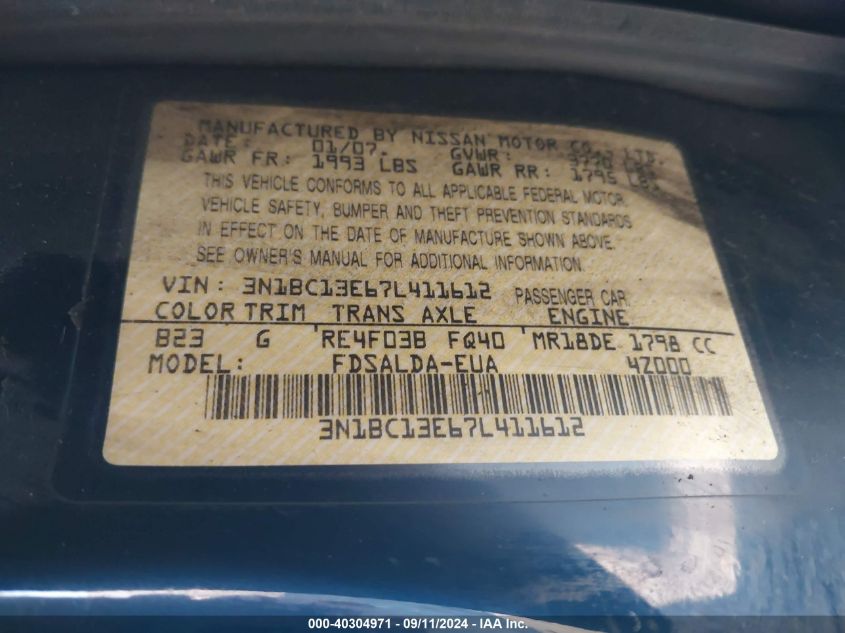 MANUFACTURED BY NISSAN MOTOR CO., LTD.
DATE: 01/07. GVWR: 3770 LBS
GAWR FR: 1993 LBS GAWR RR: 1795 LBS
THIS VEHICLE CONFORMS TO ALL APPLICABLE FEDERAL MOTOR
VEHICLE SAFETY, BUMPER AND THEFT PREVENTION STANDARDS
IN EFFECT ON THE DATE OF MANUFACTURE SHOWN ABOVE.
SEE OWNER'S MANUAL FOR ADDITIONAL INFORMATION.
VIN: 3N1BC13E67L411612 PASSENGER CAR
COLOR TRIM TRANS AXLE ENGINE
B23 G RE4F03B FQ40 MR18DE 1798 CC
MODEL: FDSALDA-EUA 4Z000
3N1BC13E67L411612
000-40304971 - 09/11/2024 - IAA Inc.